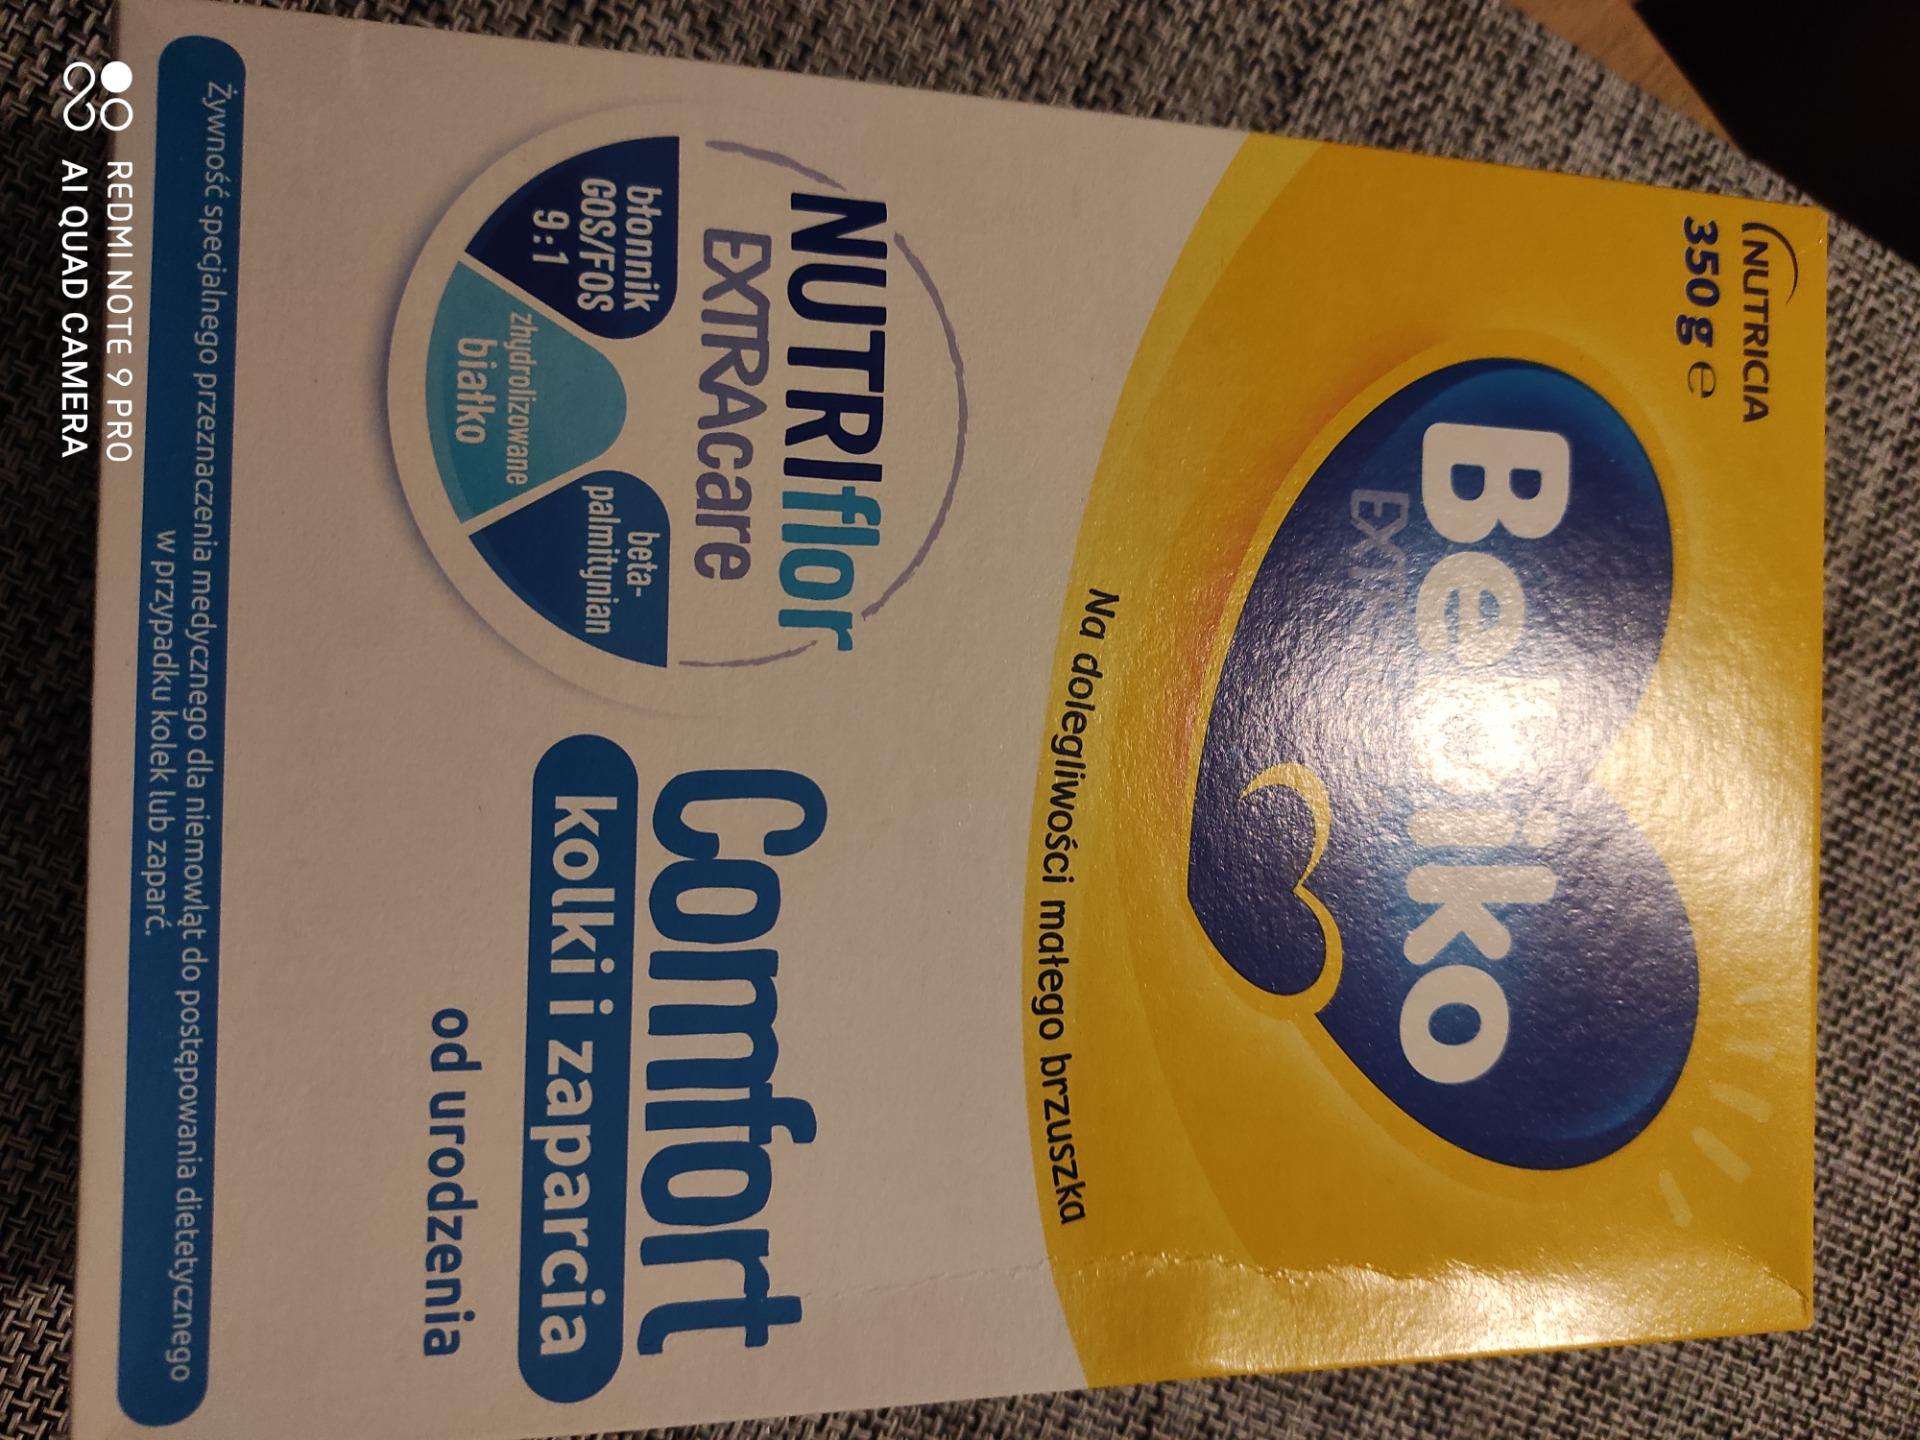 NUTRICIA
350 g e
Bebiko
Na dolegliwości małego brzuszka
NUTRIflor
EXTRAcare
błonnik
GOS/FOS
9:1
zhydrolizowane
białko
beta-
palmitynian
Comfort
kolki i zaparcia
od urodzenia
Żywność specjalnego przeznaczenia medycznego dla niemowląt do postępowania dietetycznego
w przypadku kolek lub zaparć.
REDMI NOTE 9 PRO
AI QUAD CAMERA